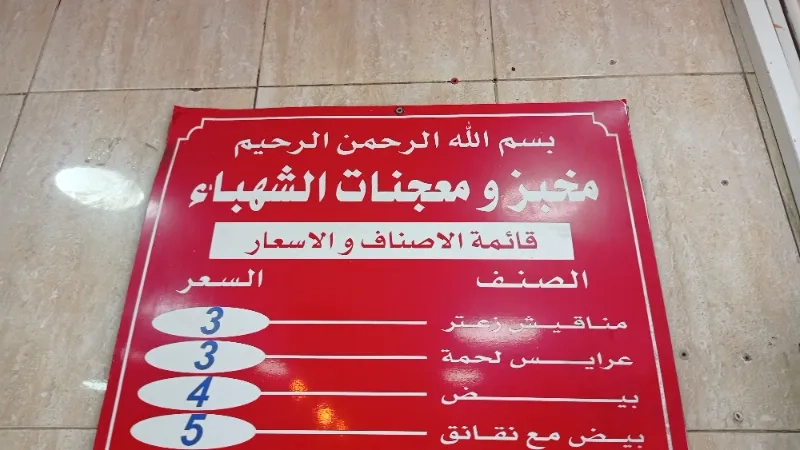 بسم الله الرحمن الرحيم
مخبز و معجنات الشهباء
قائمة الاصناف و الاسعار
الصنف السعر
مناقيش زعتر 3
عرايس لحمة 3
بيض 4
بيض مع نقانق 5